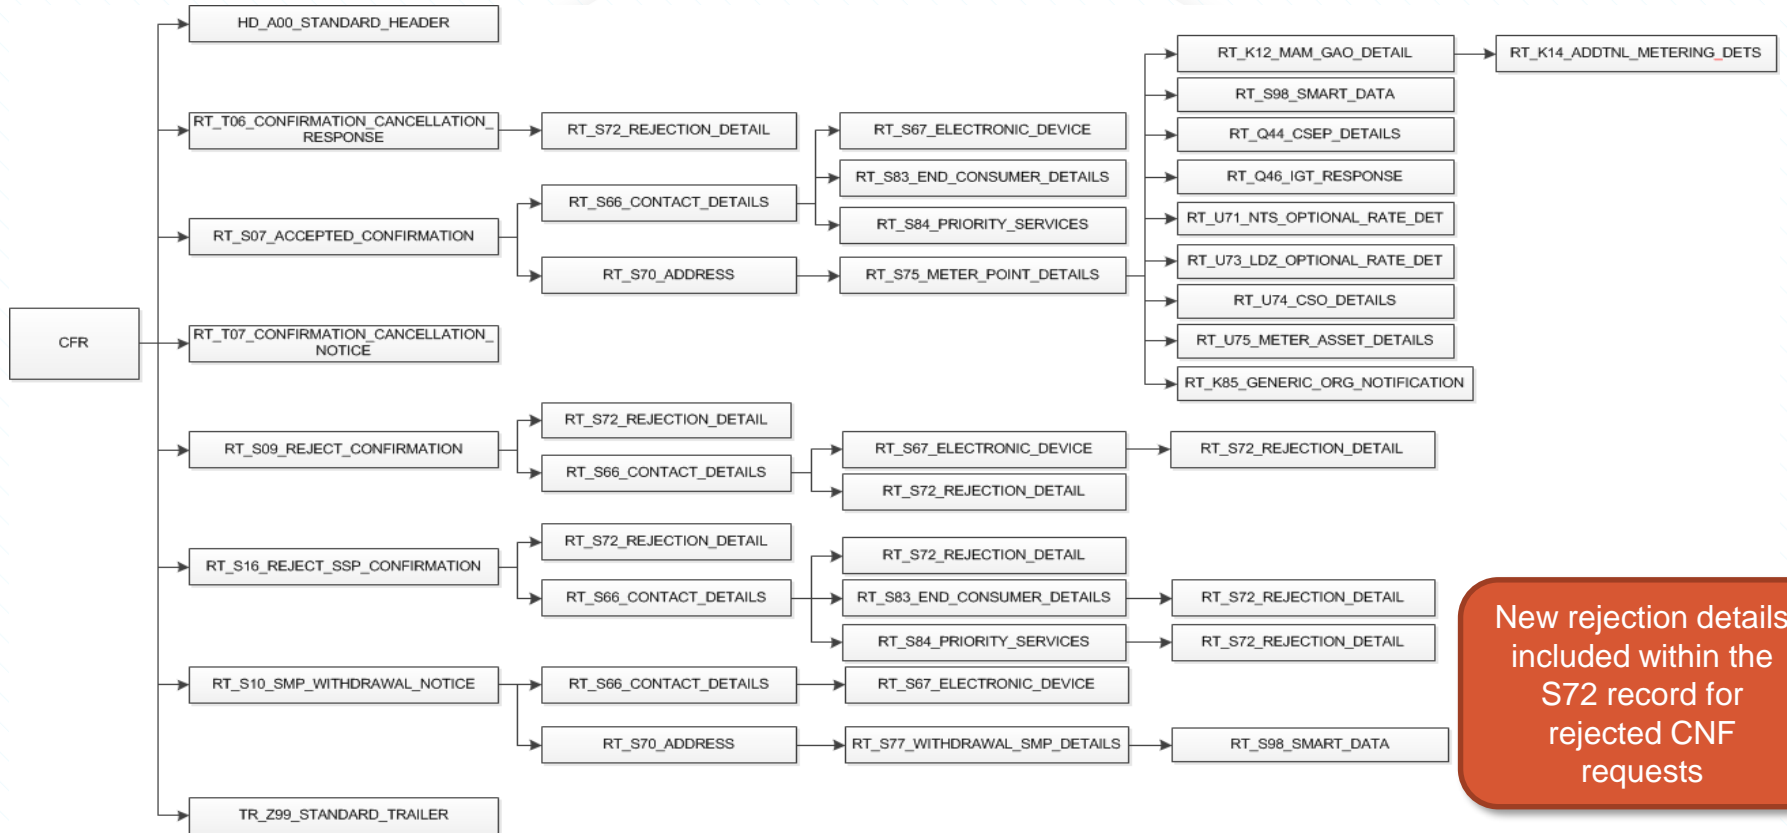 HD_A00_STANDARD_HEADER
RT_K12_MAM_GAO_DETAIL
RT_K14_ADDTNL_METERING_DETS
RT_S98_SMART_DATA
RT_T06_CONFIRMATION_CANCELLATION_
RESPONSE
RT_S72_REJECTION_DETAIL
RT_S67_ELECTRONIC_DEVICE
RT_Q44_CSEP_DETAILS
RT_S83_END_CONSUMER_DETAILS
RT_Q46_IGT_RESPONSE
RT_S66_CONTACT_DETAILS
RT_S84_PRIORITY_SERVICES
RT_U71_NTS_OPTIONAL_RATE_DET
RT_S07_ACCEPTED_CONFIRMATION
RT_U73_LDZ_OPTIONAL_RATE_DET
RT_S70_ADDRESS
RT_S75_METER_POINT_DETAILS
RT_U74_CSO_DETAILS
CFR
RT_T07_CONFIRMATION_CANCELLATION_
NOTICE
RT_U75_METER_ASSET_DETAILS
RT_K85_GENERIC_ORG_NOTIFICATION
RT_S72_REJECTION_DETAIL
RT_S09_REJECT_CONFIRMATION
RT_S67_ELECTRONIC_DEVICE
RT_S72_REJECTION_DETAIL
RT_S66_CONTACT_DETAILS
RT_S72_REJECTION_DETAIL
RT_S72_REJECTION_DETAIL
RT_S72_REJECTION_DETAIL
RT_S16_REJECT_SSP_CONFIRMATION
RT_S66_CONTACT_DETAILS
RT_S83_END_CONSUMER_DETAILS
RT_S72_REJECTION_DETAIL
RT_S84_PRIORITY_SERVICES
RT_S72_REJECTION_DETAIL
RT_S10_SMP_WITHDRAWAL_NOTICE
RT_S66_CONTACT_DETAILS
RT_S67_ELECTRONIC_DEVICE
RT_S70_ADDRESS
RT_S77_WITHDRAWAL_SMP_DETAILS
RT_S98_SMART_DATA
TR_Z99_STANDARD_TRAILER
New rejection details
included within the
S72 record for
rejected CNF
requests